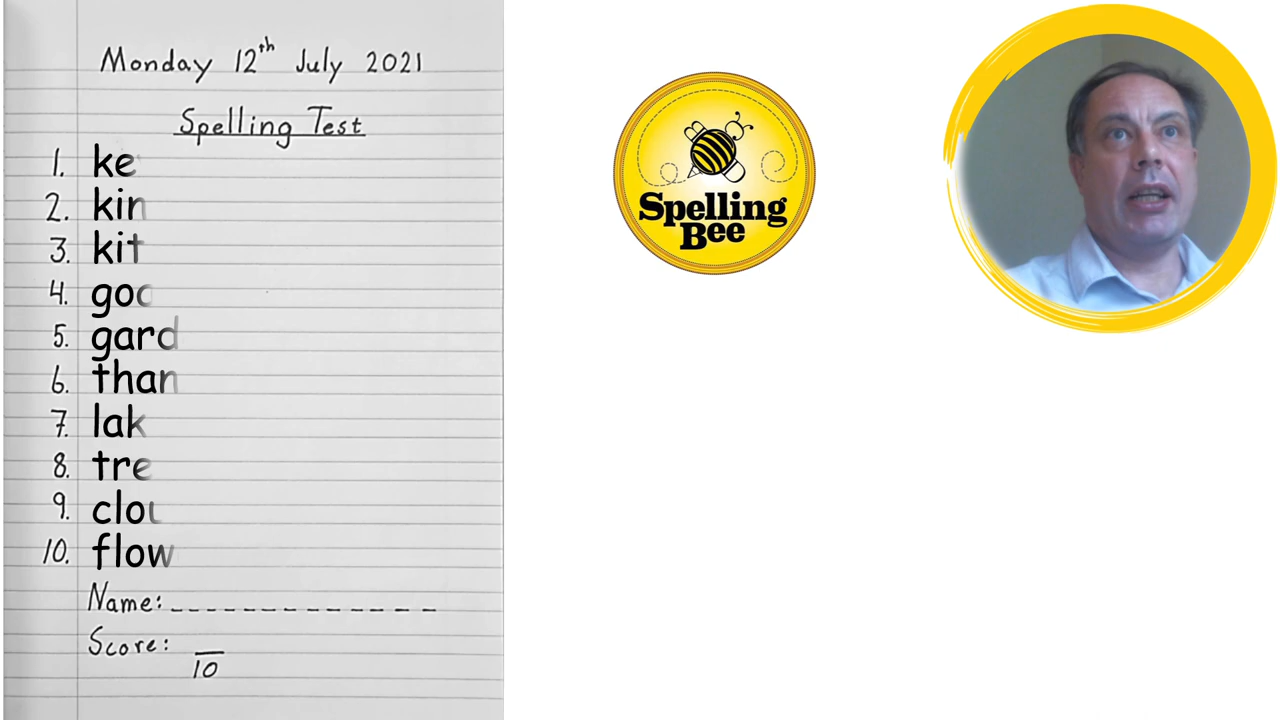 Monday 12th July 2021
Spelling Test
1. ke
2. kin
3. kit
4. goo
5. gard
6. than
7. lak
8. tre
9. clou
10. flow
Name: _ _ _ _ _ _ _ _ _ _ _ _ _
Score: _
10
Spelling
Bee